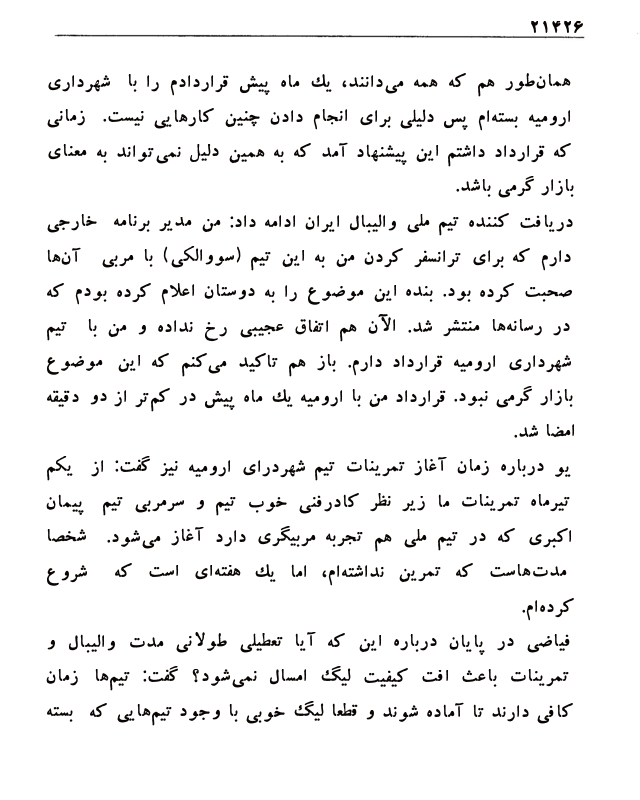 ۲۱۴۲۶
همان‌طور هم که همه می‌دانند، یك ماه پیش قراردادم را با شهرداری
ارومیه بسته‌ام پس دلیلی برای انجام دادن چنین کارهایی نیست. زمانی
که قرارداد داشتم این پیشنهاد آمد که به همین دلیل نمی‌تواند به معنای
بازار گرمی باشد.
دریافت کننده تیم ملی والیبال ایران ادامه داد: من مدیر برنامه خارجی
دارم که برای ترانسفر کردن من به این تیم (سووالکی) با مربی آن‌ها
صحبت کرده بود. بنده این موضوع را به دوستان اعلام کرده بودم که
در رسانه‌ها منتشر شد. الآن هم اتفاق عجیبی رخ نداده و من با تیم
شهرداری ارومیه قرارداد دارم. باز هم تاکید می‌کنم که این موضوع
بازار گرمی نبود. قرارداد من با ارومیه یك ماه پیش در کم‌تر از دو دقیقه
امضا شد.
یو درباره زمان آغاز تمرینات تیم شهردرای ارومیه نیز گفت: از یکم
تیرماه تمرینات ما زیر نظر کادرفنی خوب تیم و سرمربی تیم پیمان
اکبری که در تیم ملی هم تجربه مربیگری دارد آغاز می‌شود. شخصا
مدت‌هاست که تمرین نداشته‌ام، اما یك هفته‌ای است که شروع
کرده‌ام.
فیاضی در پایان درباره این که آیا تعطیلی طولانی مدت والیبال و
تمرینات باعث افت کیفیت لیگ امسال نمی‌شود؟ گفت: تیم‌ها زمان
کافی دارند تا آماده شوند و قطعا لیگ خوبی با وجود تیم‌هایی که بسته